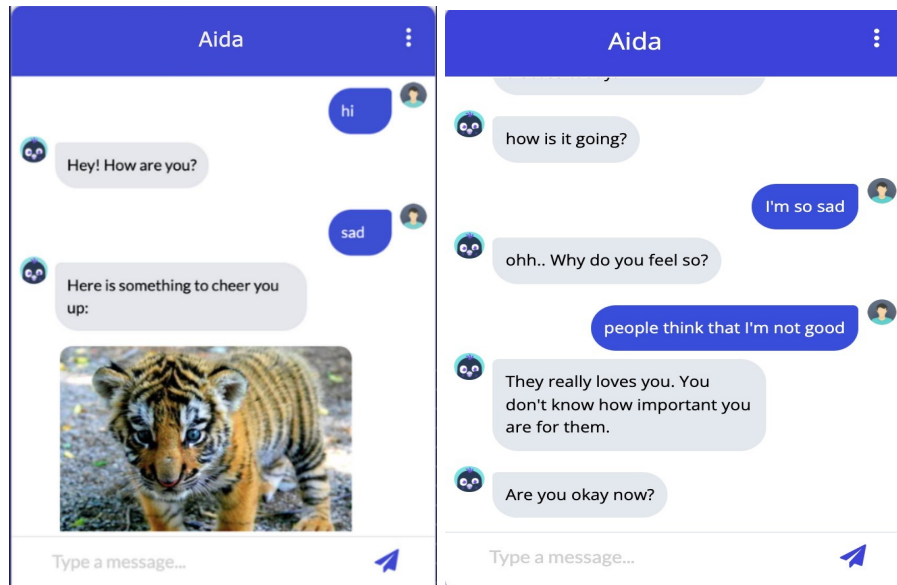 Aida
hi
Hey! How are you?
sad
Here is something to cheer you
up:
Type a message...
Aida
how is it going?
I'm so sad
ohh.. Why do you feel so?
people think that I'm not good
They really loves you. You
don't know how important you
are for them.
Are you okay now?
Type a message...